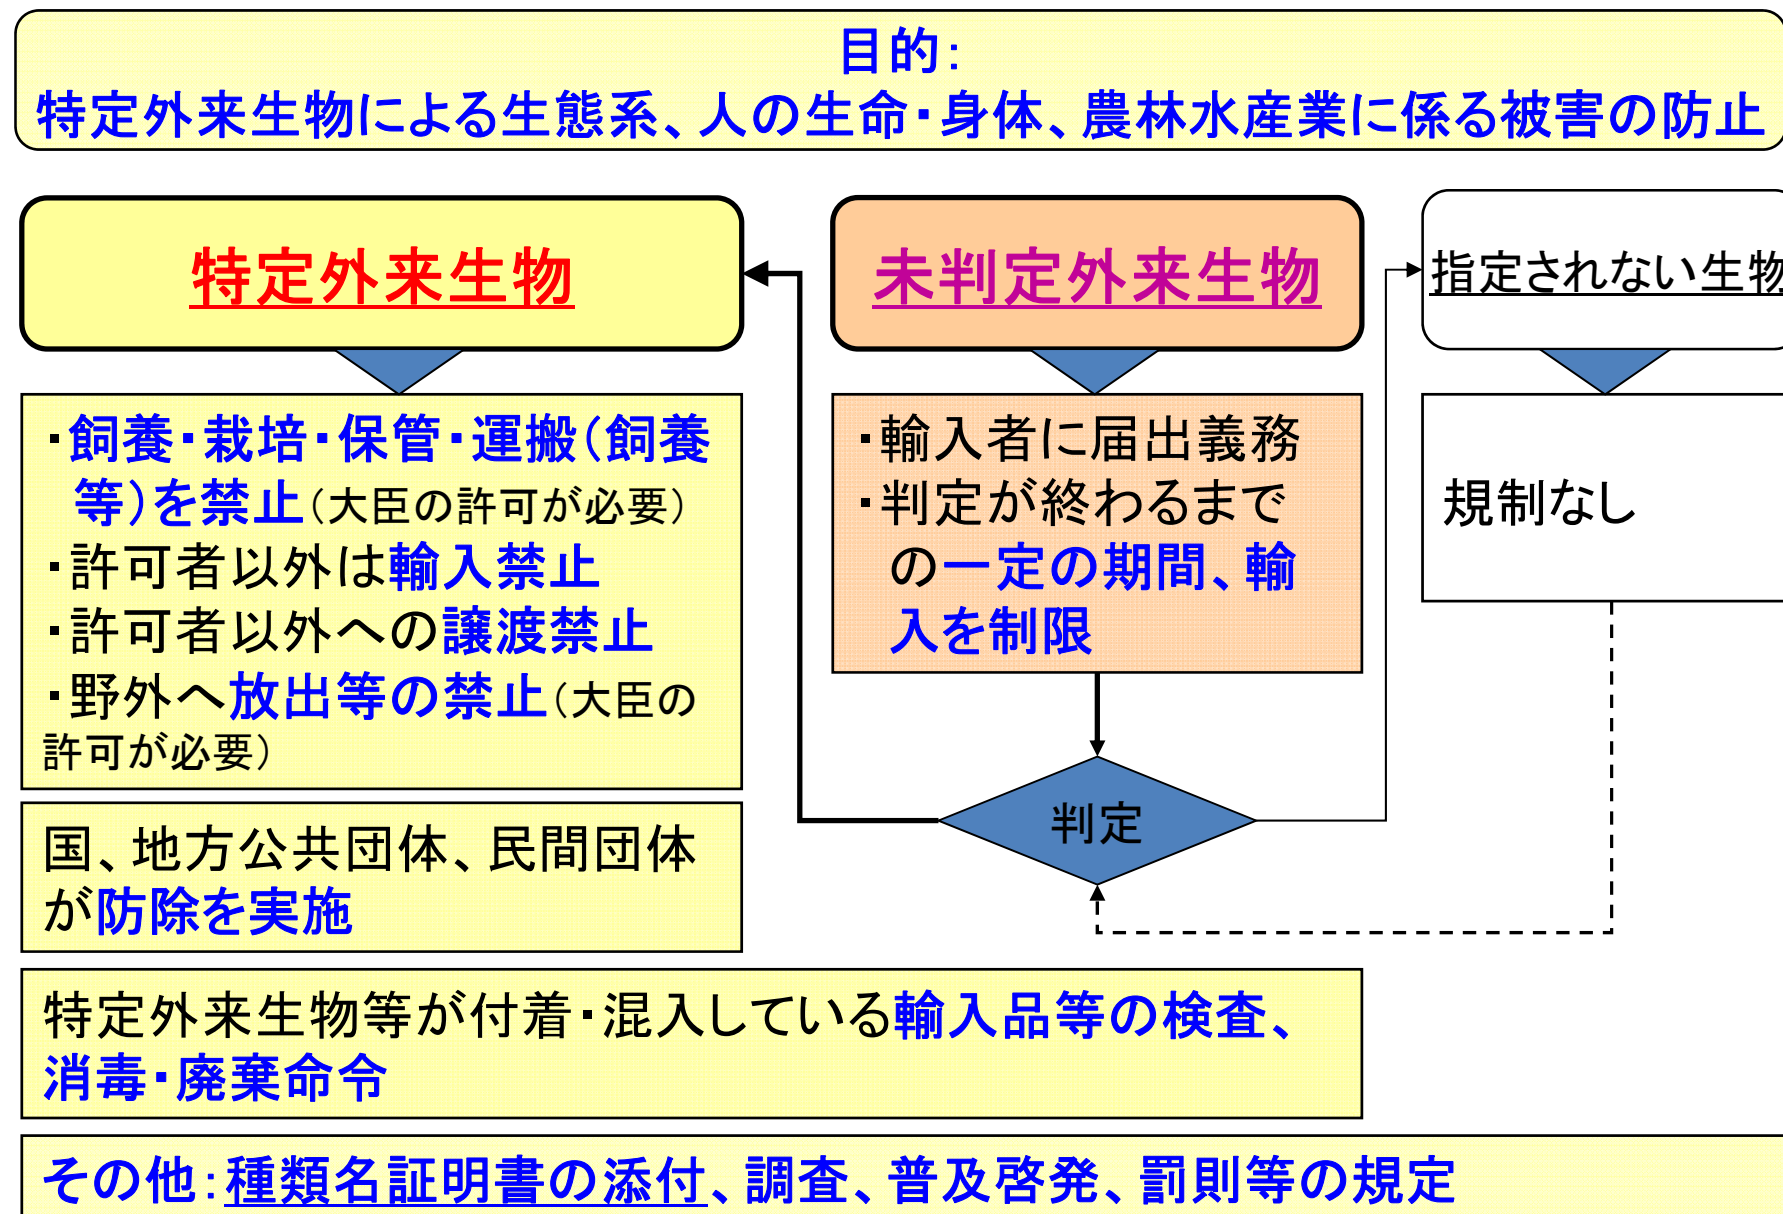 目的：
特定外来生物による生態系、人の生命・身体、農林水産業に係る被害の防止
特定外来生物
・飼養・栽培・保管・運搬（飼養
等）を禁止（大臣の許可が必要）
・許可者以外は輸入禁止
・許可者以外への譲渡禁止
・野外へ放出等の禁止（大臣の
許可が必要）
国、地方公共団体、民間団体
が防除を実施
未判定外来生物
・輸入者に届出義務
・判定が終わるまで
の一定の期間、輸
入を制限
判定
指定されない生物
規制なし
特定外来生物等が付着・混入している輸入品等の検査、
消毒・廃棄命令
その他：種類名証明書の添付、調査、普及啓発、罰則等の規定